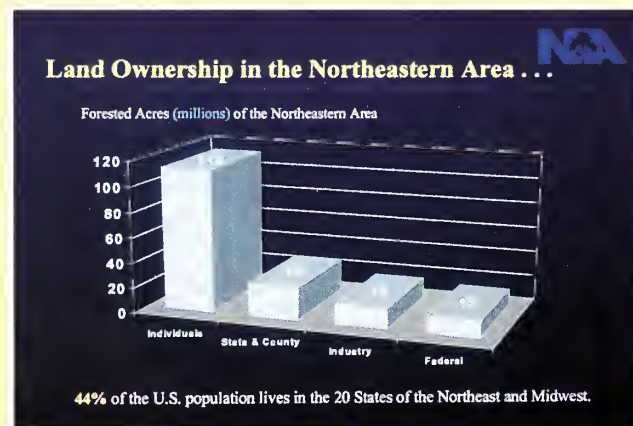 NA
Land Ownership in the Northeastern Area . . .
Forested Acres (millions) of the Northeastern Area
120
100
80
60
40
20
0
Individuals
State & County
Industry
Federal
44% of the U.S. population lives in the 20 States of the Northeast and Midwest.